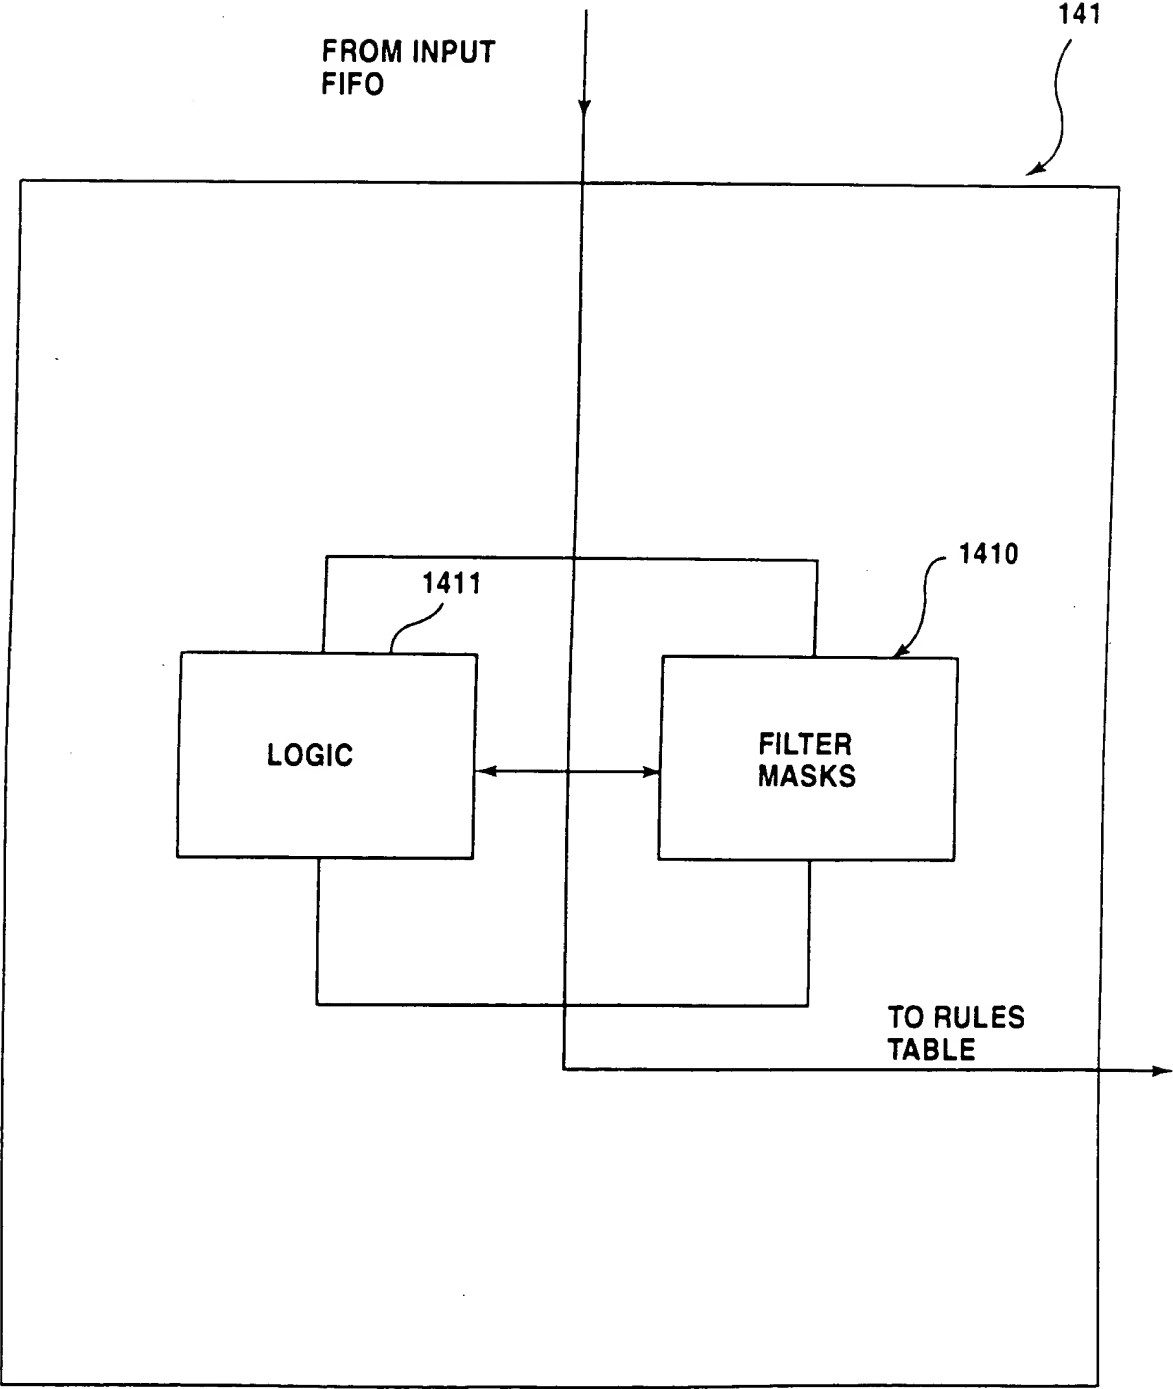 141
FROM INPUT
FIFO
1410
1411
LOGIC
FILTER
MASKS
TO RULES
TABLE